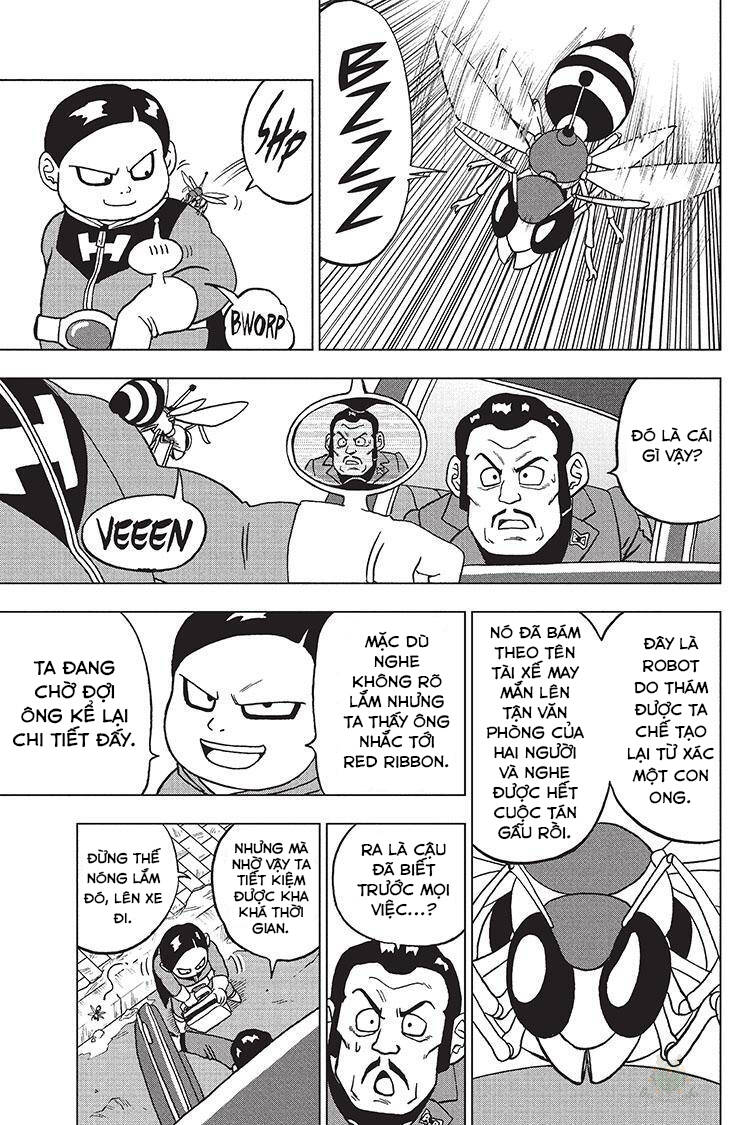 BZZZZ
SHP
BWORP
ĐÓ LÀ CÁI
GÌ VẬY?
VEEEN
ĐÂY LÀ
ROBOT
DO THÁM
ĐƯỢC TA
CHẾ TẠO
LẠI TỪ XÁC
MỘT CON
ONG.
NÓ ĐÃ BÁM
THEO TÊN
TÀI XẾ MAY
MẮN LÊN
TẬN VĂN
PHÒNG CỦA
HAI NGƯỜI
VÀ NGHE
ĐƯỢC HẾT
CUỘC TÁN
GẪU RỒI.
MẶC DÙ
NGHE
KHÔNG RÕ
LẮM NHƯNG
TA THẤY ÔNG
NHẮC TỚI
RED RIBBON.
TA ĐANG
CHỜ ĐỢI
ÔNG KỂ LẠI
CHI TIẾT ĐẤY.
RA LÀ CẬU
ĐÃ BIẾT
TRƯỚC MỌI
VIỆC...?
NHƯNG MÀ
NHỜ VẬY TA
TIẾT KIỆM
ĐƯỢC KHA
KHÁ THỜI
GIAN.
ĐỪNG THẾ
NÓNG LẮM
ĐÓ, LÊN XE
ĐI.